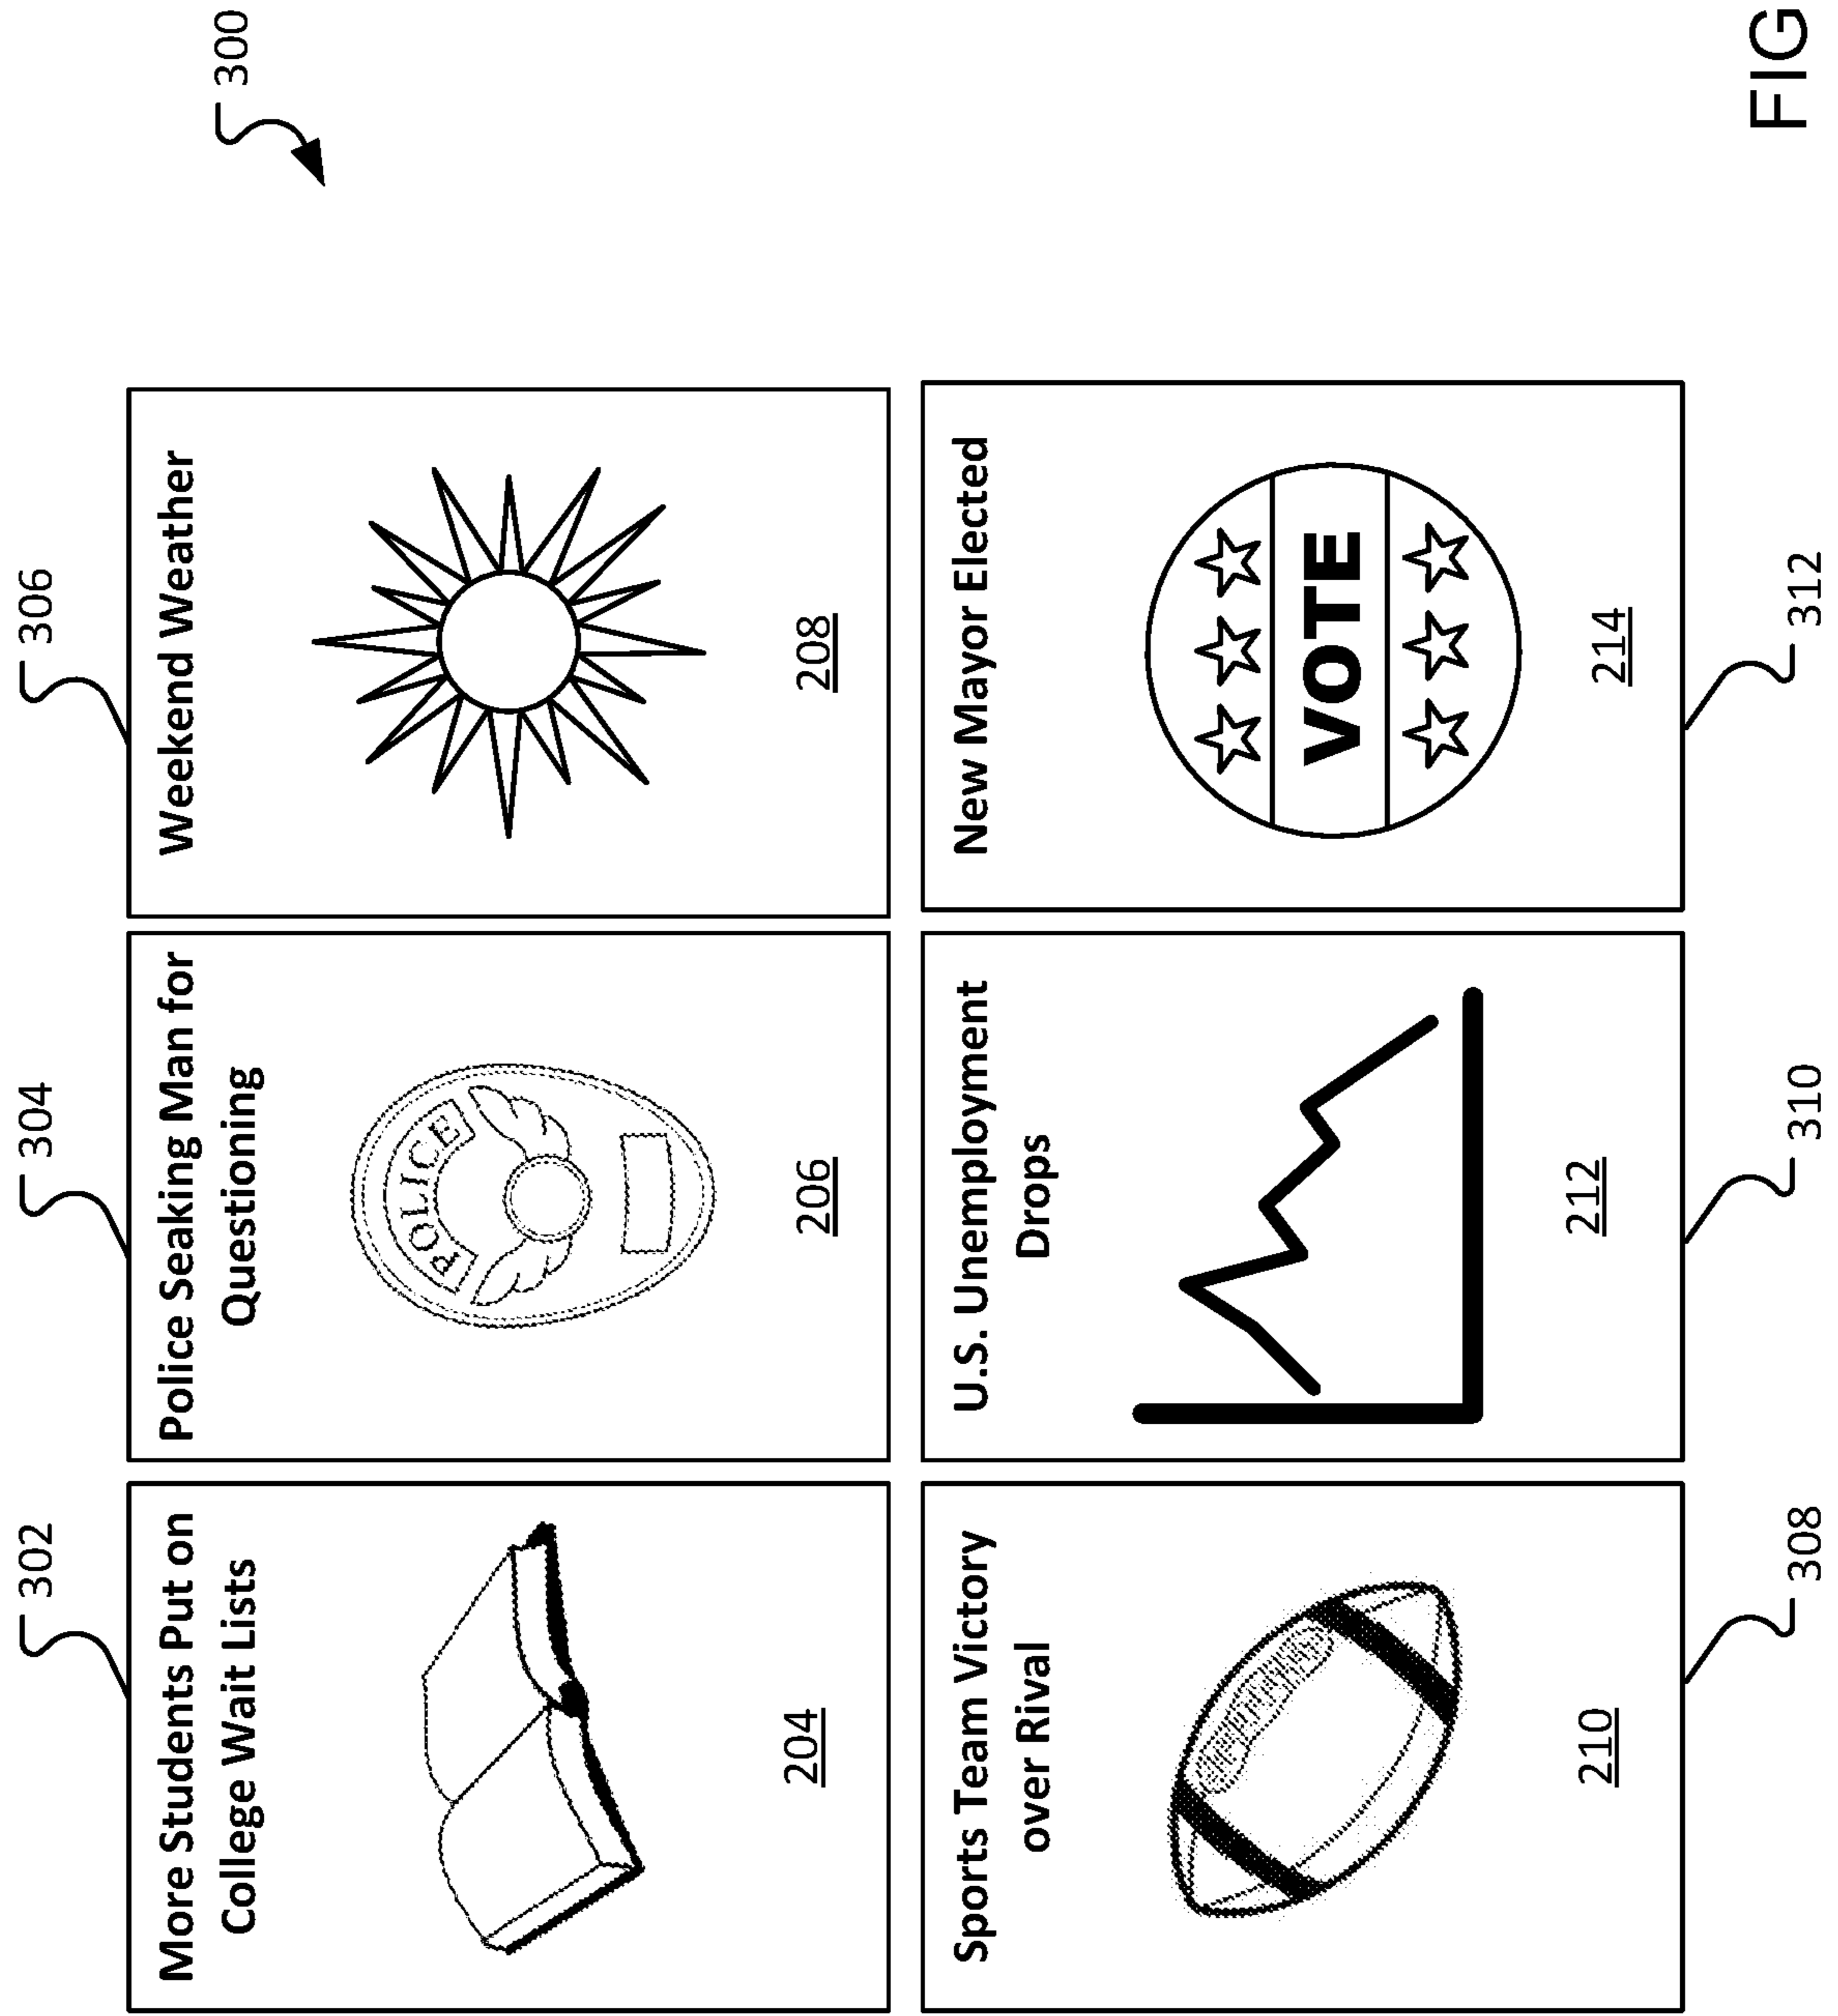 300
302
304
306
More Students Put on
College Wait Lists
204
Police Seaking Man for
Questioning
POLICE
206
Weekend Weather
208
Sports Team Victory
over Rival
210
U.S. Unemployment
Drops
212
New Mayor Elected
VOTE
214
308
310
312
FIG